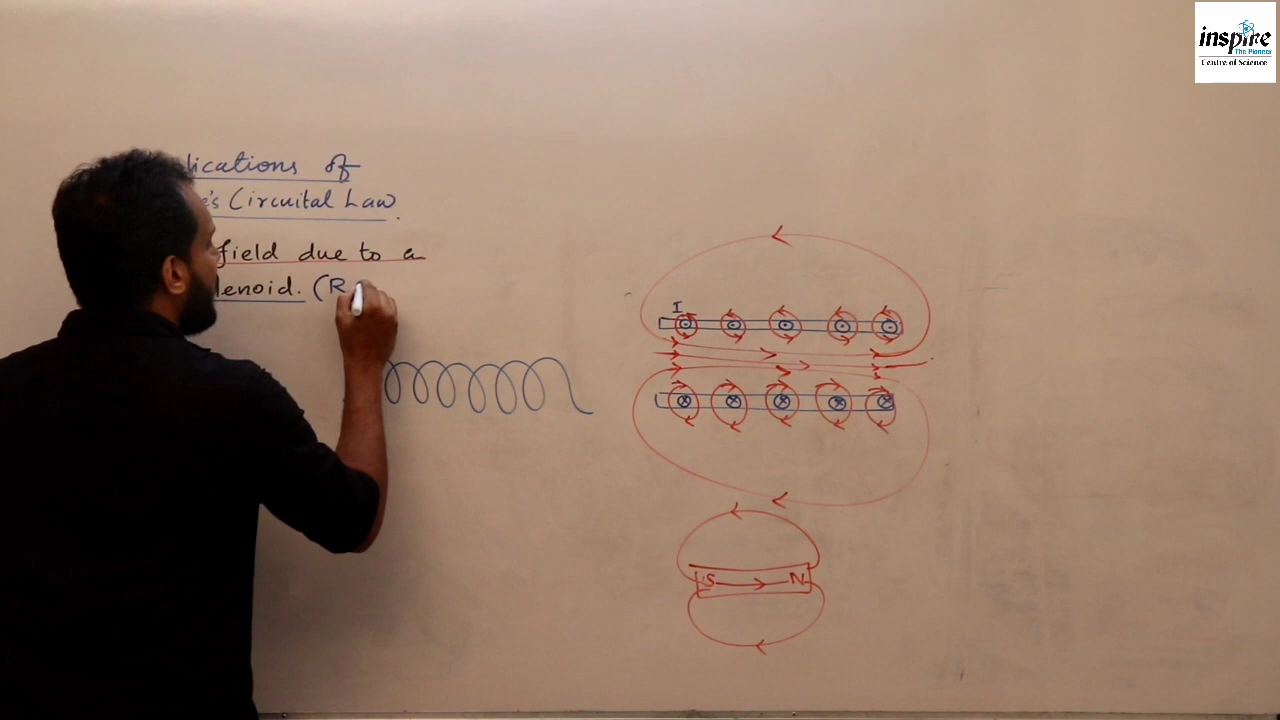 inspire
The Pioneer
Centre of Science
lications of
e's Circuital Law.
field due to a
lenoid. (R
I
S N